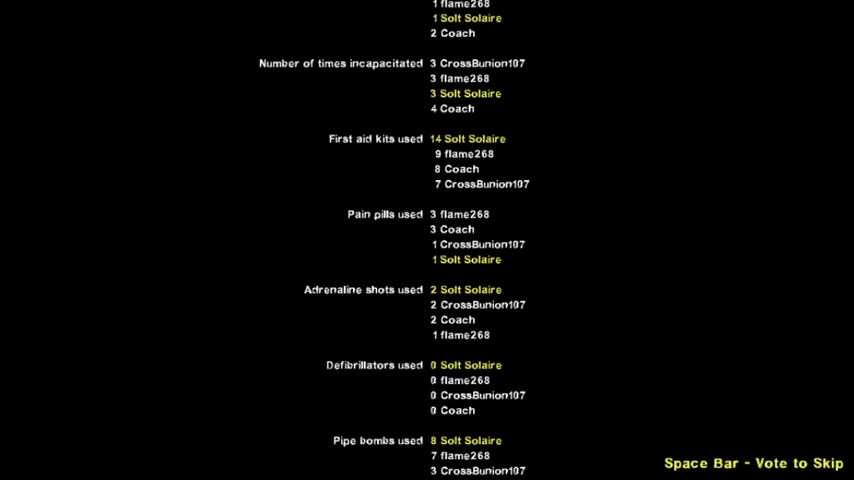 1 flame268
1 Solt Solaire
2 Coach
Number of times incapacitated 3 CrossBunion107
3 flame268
3 Solt Solaire
4 Coach
First aid kits used 14 Solt Solaire
9 flame268
8 Coach
7 CrossBunion107
Pain pills used 3 flame268
3 Coach
1 CrossBunion107
1 Solt Solaire
Adrenaline shots used 2 Solt Solaire
2 CrossBunion107
2 Coach
1 flame268
Defibrillators used 0 Solt Solaire
0 flame268
0 CrossBunion107
0 Coach
Pipe bombs used 8 Solt Solaire
7 flame268
3 CrossBunion107
Space Bar - Vote to Skip